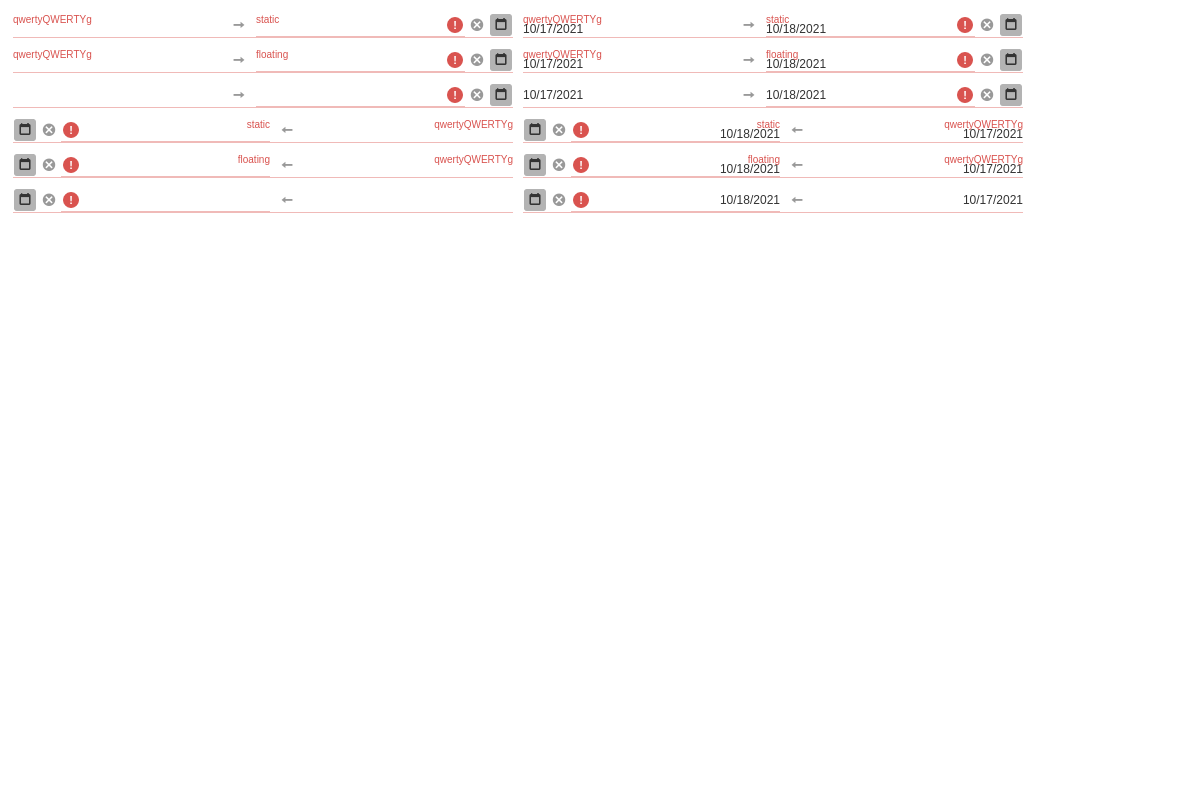 qwertyQWERTYg static qwertyQWERTYg static
10/17/2021 10/18/2021
qwertyQWERTYg floating qwertyQWERTYg floating
10/17/2021 10/18/2021
10/17/2021 10/18/2021
static qwertyQWERTYg static qwertyQWERTYg
10/18/2021 10/17/2021
floating qwertyQWERTYg floating qwertyQWERTYg
10/18/2021 10/17/2021
10/18/2021 10/17/2021